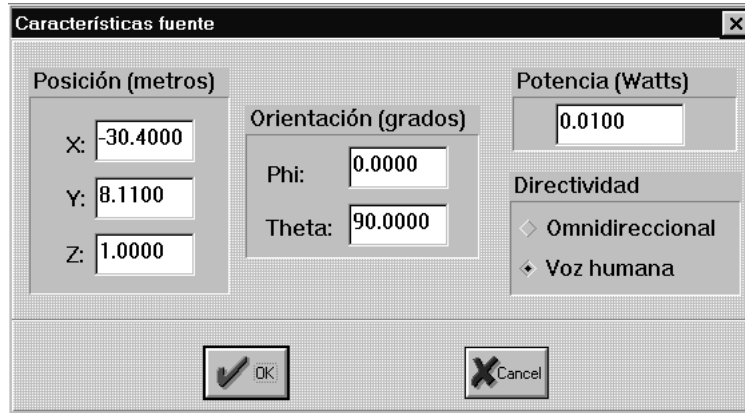 Características fuente
Posición (metros)
X: -30.4000
Y: 8.1100
Z: 1.0000
Orientación (grados)
Phi: 0.0000
Theta: 90.0000
Potencia (Watts)
0.0100
Directividad
Omnidireccional
Voz humana
OK
Cancel